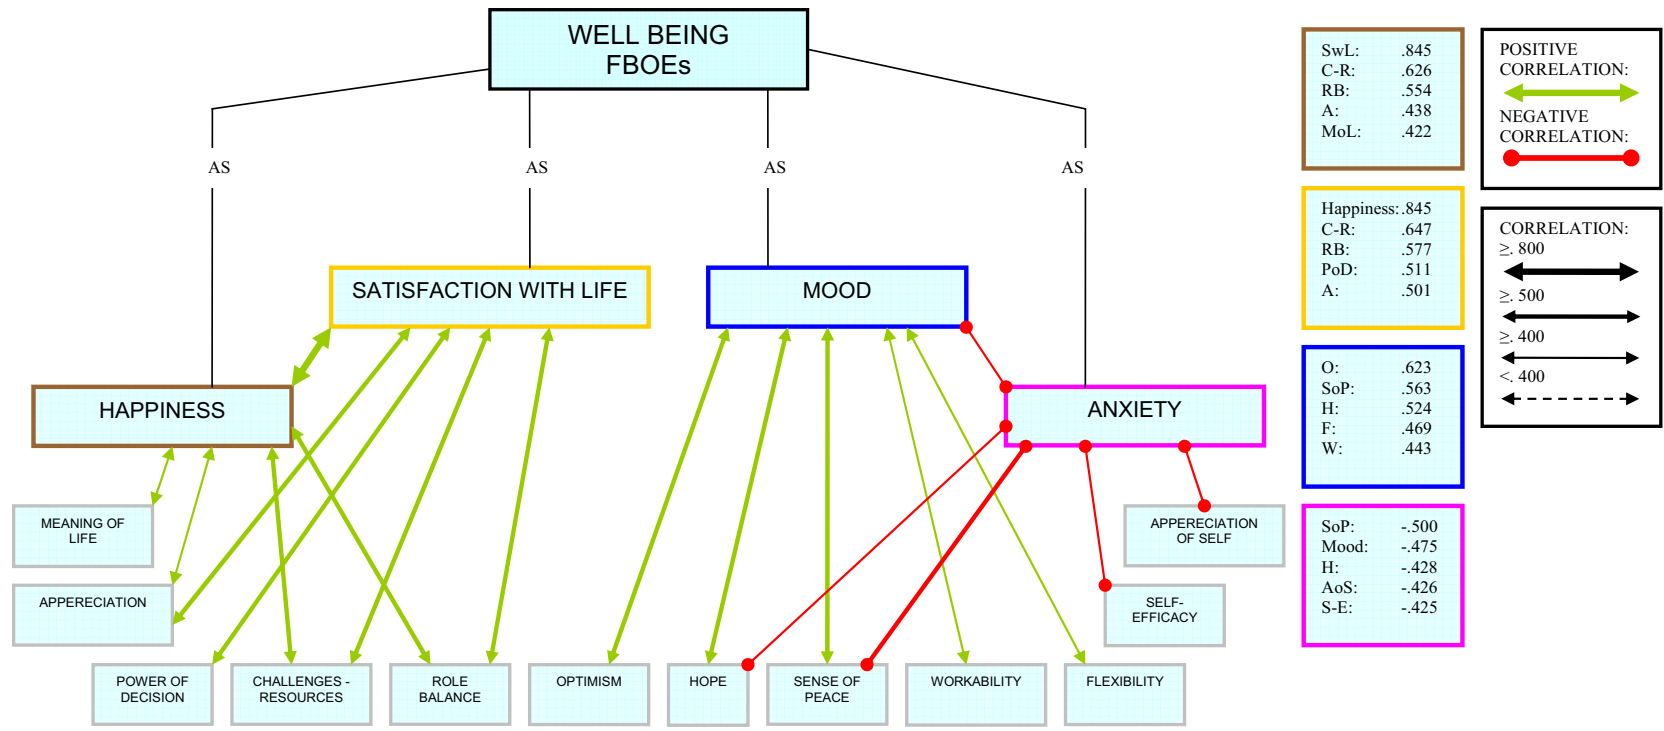 WELL BEING
FBOEs
AS
AS
AS
AS
SATISFACTION WITH LIFE
MOOD
HAPPINESS
ANXIETY
MEANING OF
LIFE
APPERECIATION
POWER OF
DECISION
CHALLENGES -
RESOURCES
ROLE
BALANCE
OPTIMISM
HOPE
SENSE OF
PEACE
WORKABILITY
FLEXIBILITY
SELF-
EFFICACY
APPERECIATION
OF SELF
SwL: .845
C-R: .626
RB: .554
A: .438
MoL: .422
Happiness: .845
C-R: .647
RB: .577
PoD: .511
A: .501
O: .623
SoP: .563
H: .524
F: .469
W: .443
SoP: -.500
Mood: -.475
H: -.428
AoS: -.426
S-E: -.425
POSITIVE
CORRELATION:
NEGATIVE
CORRELATION:
CORRELATION:
≥. 800
≥. 500
≥. 400
<. 400